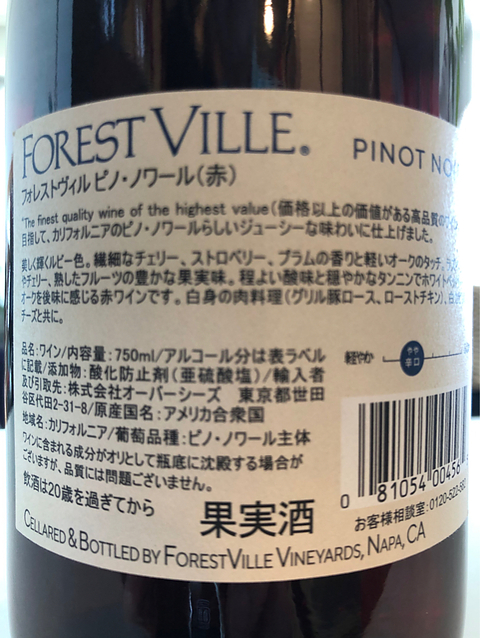 FOREST VILLE®
PINOT NO
フォレストヴィル ピノ・ノワール(赤)
"The finest quality wine of the highest value(価格以上の価値がある高品質の
目指して、カリフォルニアのピノ・ノワールらしいジューシーな味わいに仕上げました。
美しく輝くルビー色。繊細なチェリー、ストロベリー、プラムの香りと軽いオークのタッチ。
やチェリー、熟したフルーツの豊かな果実味。程よい酸味と穏やかなタンニンでホワイト
オークを後味に感じる赤ワインです。白身の肉料理(グリル豚ロース、ローストチキン)、
チーズと共に。
品名:ワイン/内容量:750ml/アルコール分は表ラベル
に記載/添加物:酸化防止剤(亜硫酸塩)/輸入者
及び引取先:株式会社オーバーシーズ 東京都世田
谷区代田2-31-8/原産国名:アメリカ合衆国
地域名:カリフォルニア/葡萄品種:ピノ・ノワール主体
ワインに含まれる成分がオリとして瓶底に沈殿する場合が
ございますが、品質には問題ございません。
飲酒は20歳を過ぎてから
果実酒
軽やか
やや
辛口
0 81054 00456
お客様相談室:0120-522-582
CELLARED & BOTTLED BY FORESTVILLE VINEYARDS, NAPA, CA